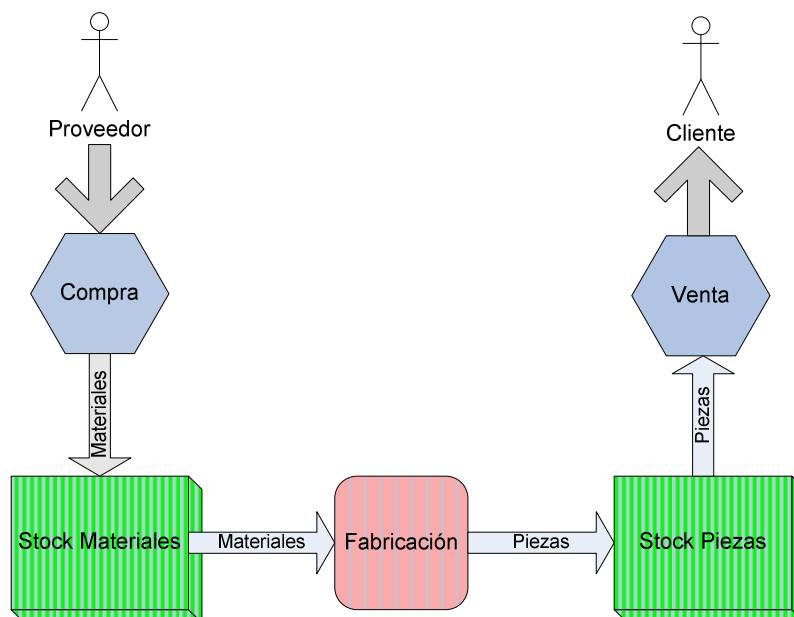 Proveedor
Cliente
Compra
Venta
Materiales
Piezas
Stock Materiales
Materiales
Fabricación
Piezas
Stock Piezas